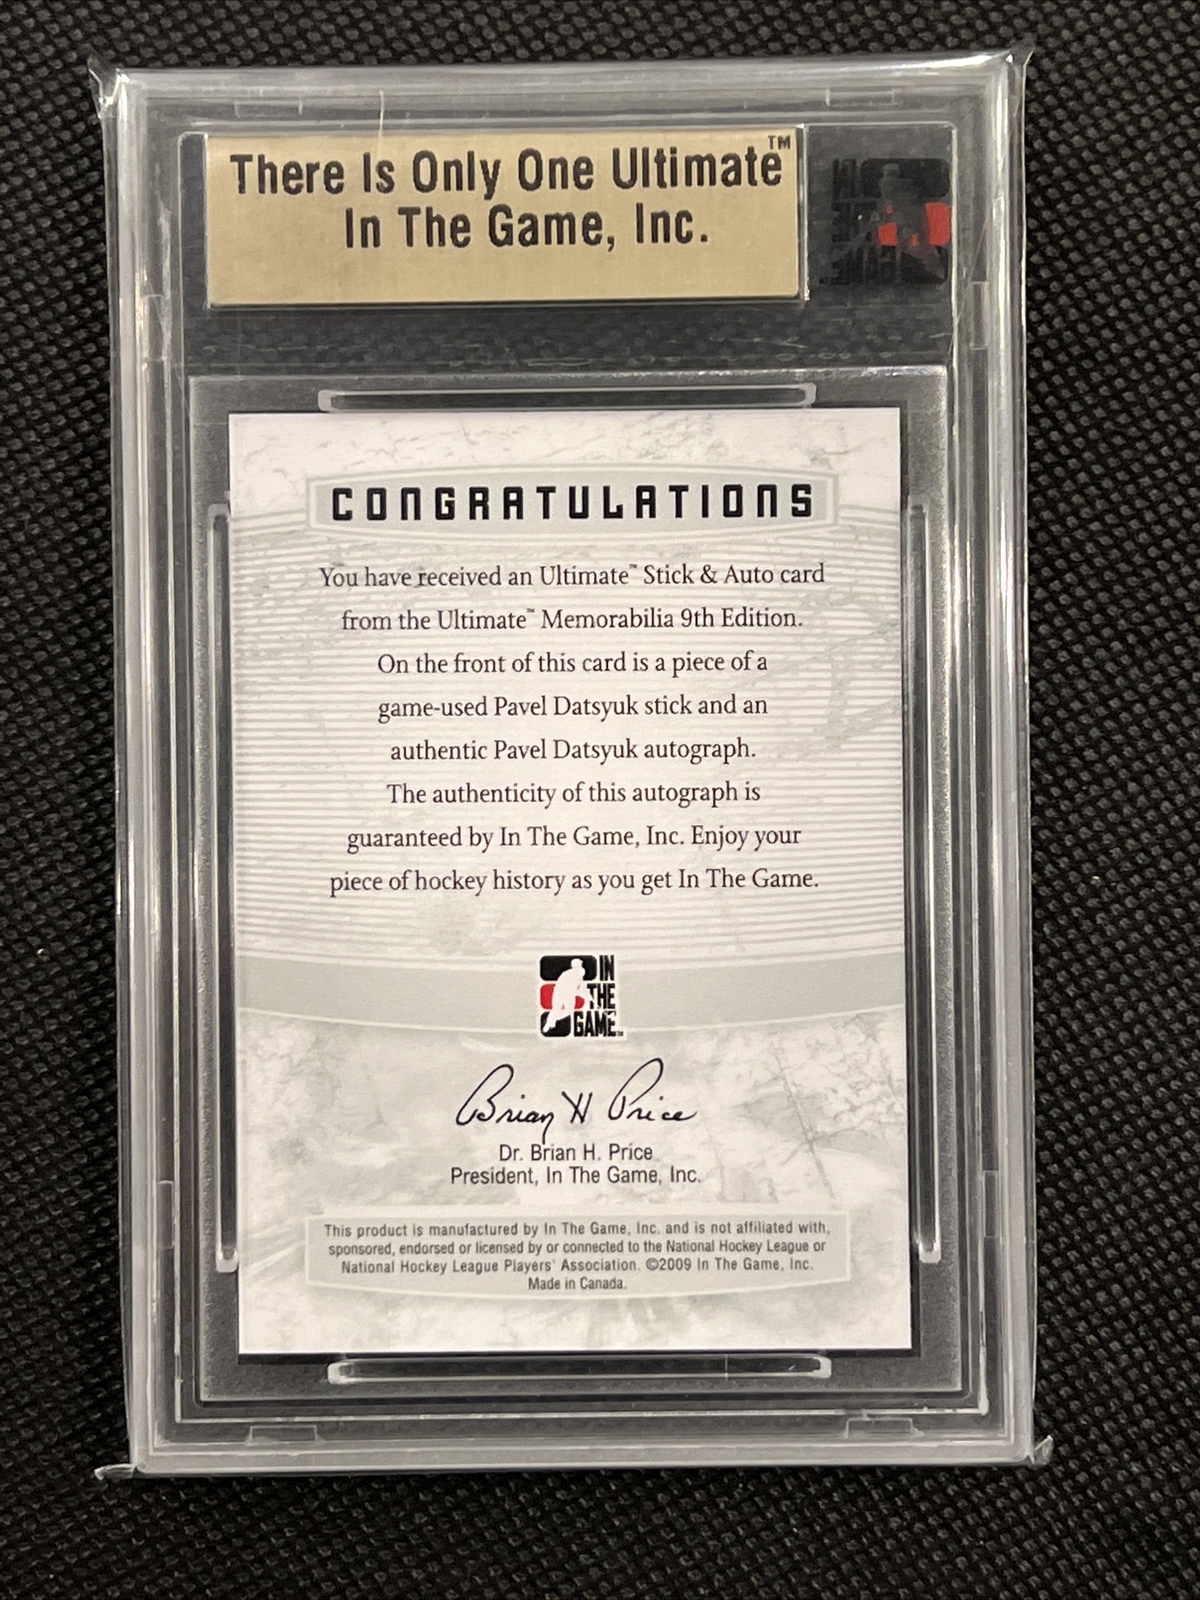 There Is Only One Ultimate™
In The Game, Inc.
CONGRATULATIONS
You have received an Ultimate™ Stick & Auto card
from the Ultimate™ Memorabilia 9th Edition.
On the front of this card is a piece of a
game-used Pavel Datsyuk stick and an
authentic Pavel Datsyuk autograph.
The authenticity of this autograph is
guaranteed by In The Game, Inc. Enjoy your
piece of hockey history as you get In The Game.
IN
THE
GAME™
Brian H Price
Dr. Brian H. Price
President, In The Game, Inc.
This product is manufactured by In The Game, Inc. and is not affiliated with,
sponsored, endorsed or licensed by or connected to the National Hockey League or
National Hockey League Players' Association. ©2009 In The Game, Inc.
Made in Canada.